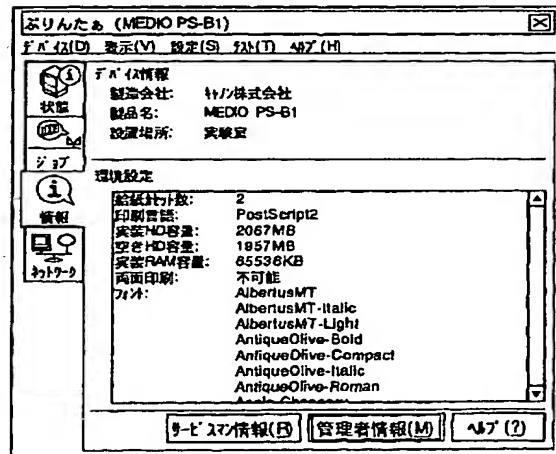 ぷりんたぁ (MEDIO PS-B1)
デバイス(D) 表示(V) 設定(S) テスト(T) ヘルプ(H)
状態
ジョブ
情報
ネットワーク
デバイス情報
製造会社: キヤノン株式会社
製品名: MEDIO PS-B1
設置場所: 実験室
環境設定
給紙カセット数: 2
印刷言語: PostScript2
実装HD容量: 2067MB
空きHD容量: 1957MB
実装RAM容量: 65536KB
両面印刷: 不可能
フォント: AlbertusMT
AlbertusMT-Italic
AlbertusMT-Light
AntiqueOlive-Bold
AntiqueOlive-Compact
AntiqueOlive-Italic
AntiqueOlive-Roman
サービスマン情報(R) 管理者情報(M) ヘルプ(?)